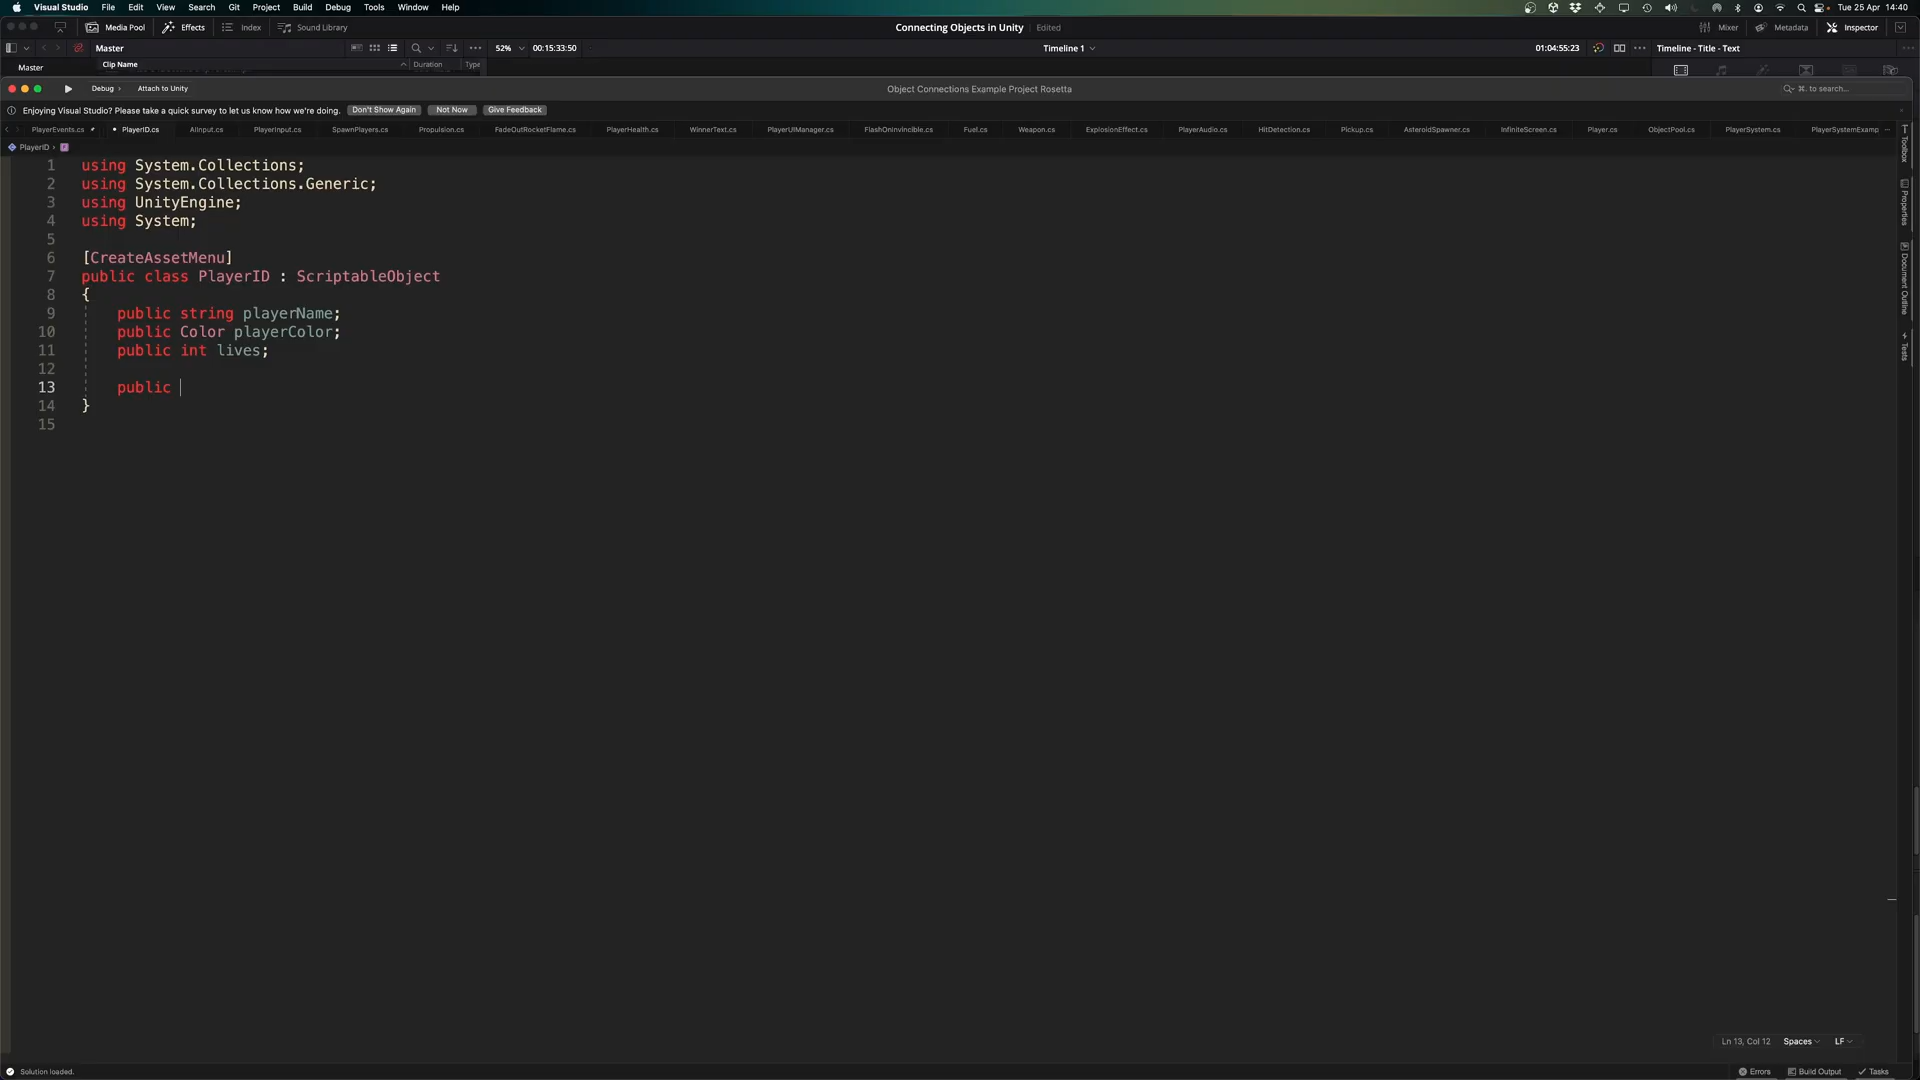 Visual Studio File Edit View Search Git Project Build Debug Tools Window Help Tue 25 Apr 14:40
Media Pool Effects Index Sound Library Connecting Objects in Unity Edited Mixer Metadata Inspector
Master 52% 00:15:33:50 Timeline 1 01:04:55:23 Timeline - Title - Text
Master Clip Name Duration Type
Debug Attach to Unity Object Connections Example Project Rosetta ⌘. to search...
Enjoying Visual Studio? Please take a quick survey to let us know how we're doing. Don't Show Again Not Now Give Feedback
PlayerEvents.cs PlayerID.cs AIInput.cs PlayerInput.cs SpawnPlayers.cs Propulsion.cs FadeOutRocketFlame.cs PlayerHealth.cs WinnerText.cs PlayerUIManager.cs FlashOnInvincible.cs Fuel.cs Weapon.cs ExplosionEffect.cs PlayerAudio.cs HitDetection.cs Pickup.cs AsteroidSpawner.cs InfiniteScreen.cs Player.cs ObjectPool.cs PlayerSystem.cs PlayerSystemExamp
PlayerID
1 using System.Collections;
2 using System.Collections.Generic;
3 using UnityEngine;
4 using System;
5
6 [CreateAssetMenu]
7 public class PlayerID : ScriptableObject
8 {
9 public string playerName;
10 public Color playerColor;
11 public int lives;
12
13 public
14 }
15
Toolbox
Properties
Document Outline
Tests
Ln 13, Col 12 Spaces LF
Solution loaded. Errors Build Output Tasks